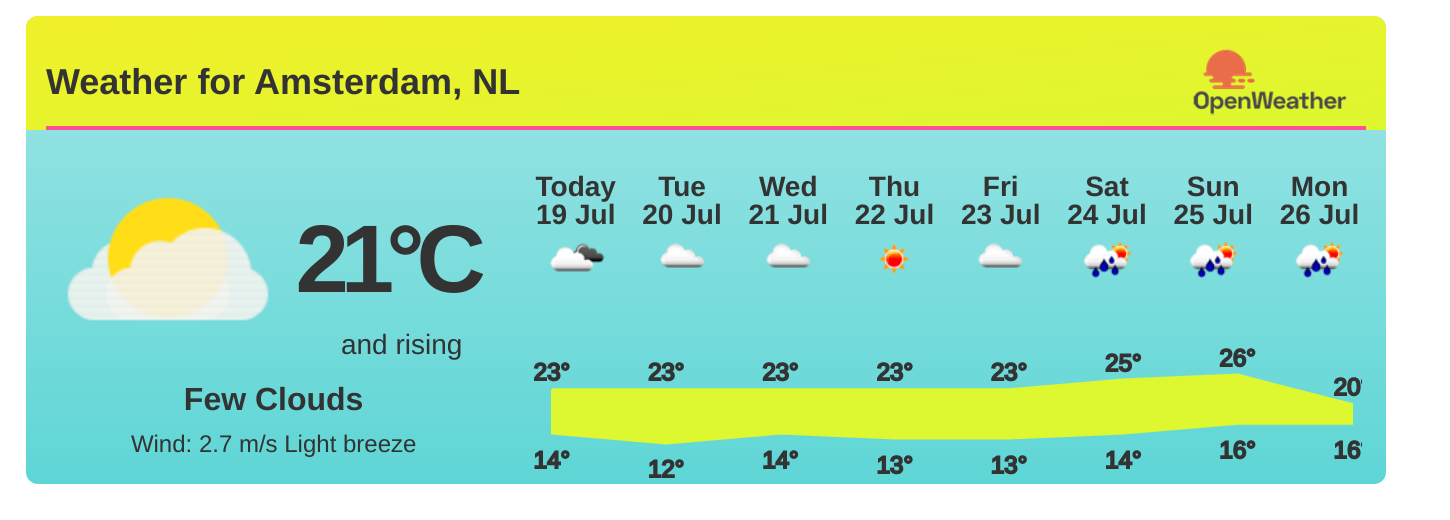 Weather for Amsterdam, NL
OpenWeather
21°C
and rising
Few Clouds
Wind: 2.7 m/s Light breeze
Today Tue Wed Thu Fri Sat Sun Mon
19 Jul 20 Jul 21 Jul 22 Jul 23 Jul 24 Jul 25 Jul 26 Jul
23° 23° 23° 23° 23° 25° 26° 20°
14° 12° 14° 13° 13° 14° 16° 16°